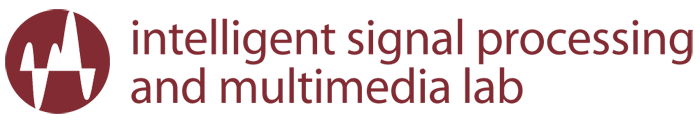 intelligent signal processing
and multimedia lab